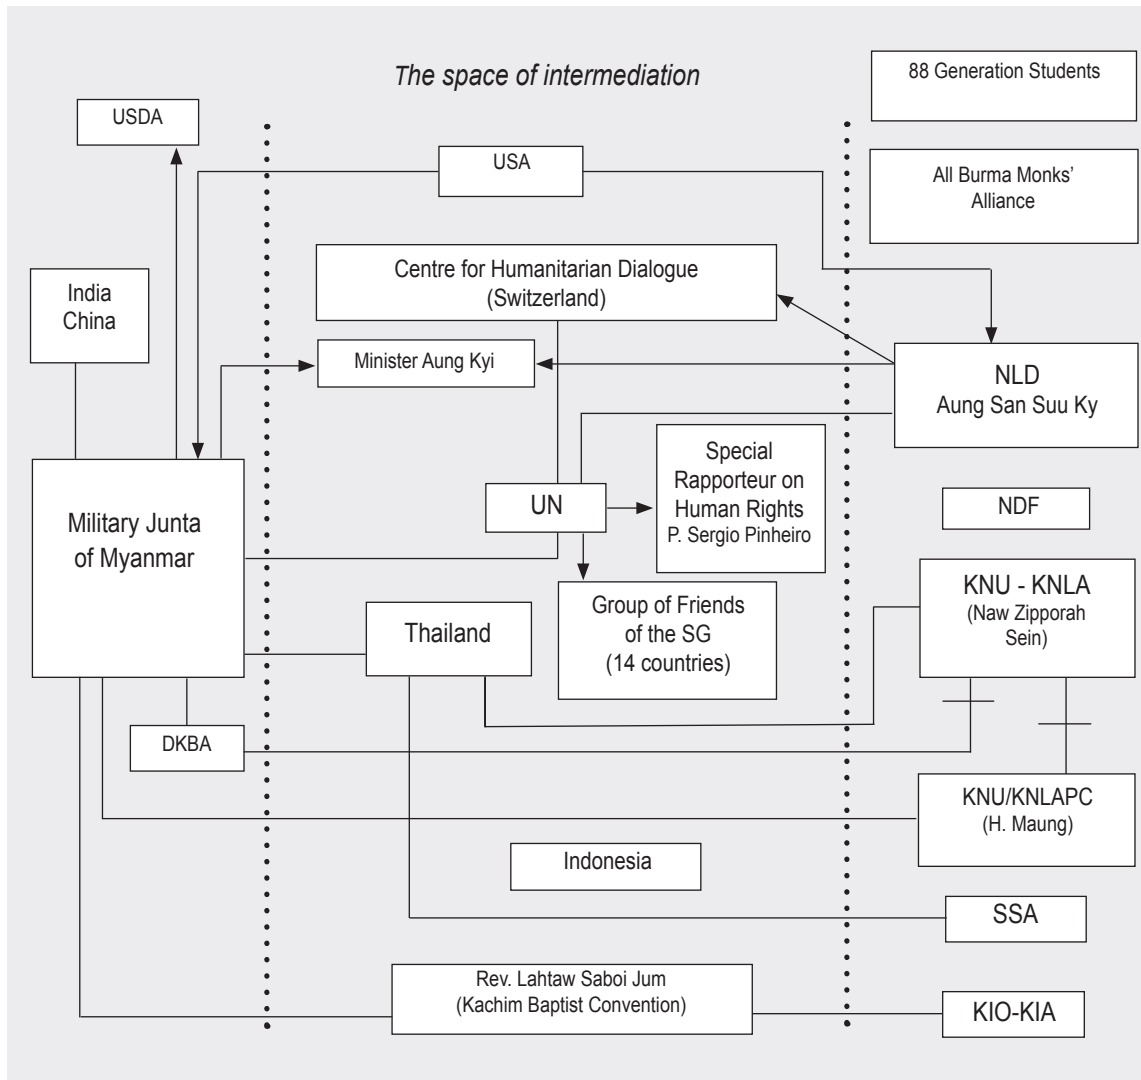 The space of intermediation
88 Generation Students
USDA
USA
All Burma Monks'
Alliance
Centre for Humanitarian Dialogue
(Switzerland)
India
China
Minister Aung Kyi
NLD
Aung San Suu Ky
Special
Rapporteur on
Human Rights
P. Sergio Pinheiro
Military Junta
of Myanmar
UN
NDF
Group of Friends
of the SG
(14 countries)
KNU - KNLA
(Naw Zipporah
Sein)
Thailand
DKBA
KNU/KNLAPC
(H. Maung)
Indonesia
SSA
Rev. Lahtaw Saboi Jum
(Kachim Baptist Convention)
KIO-KIA